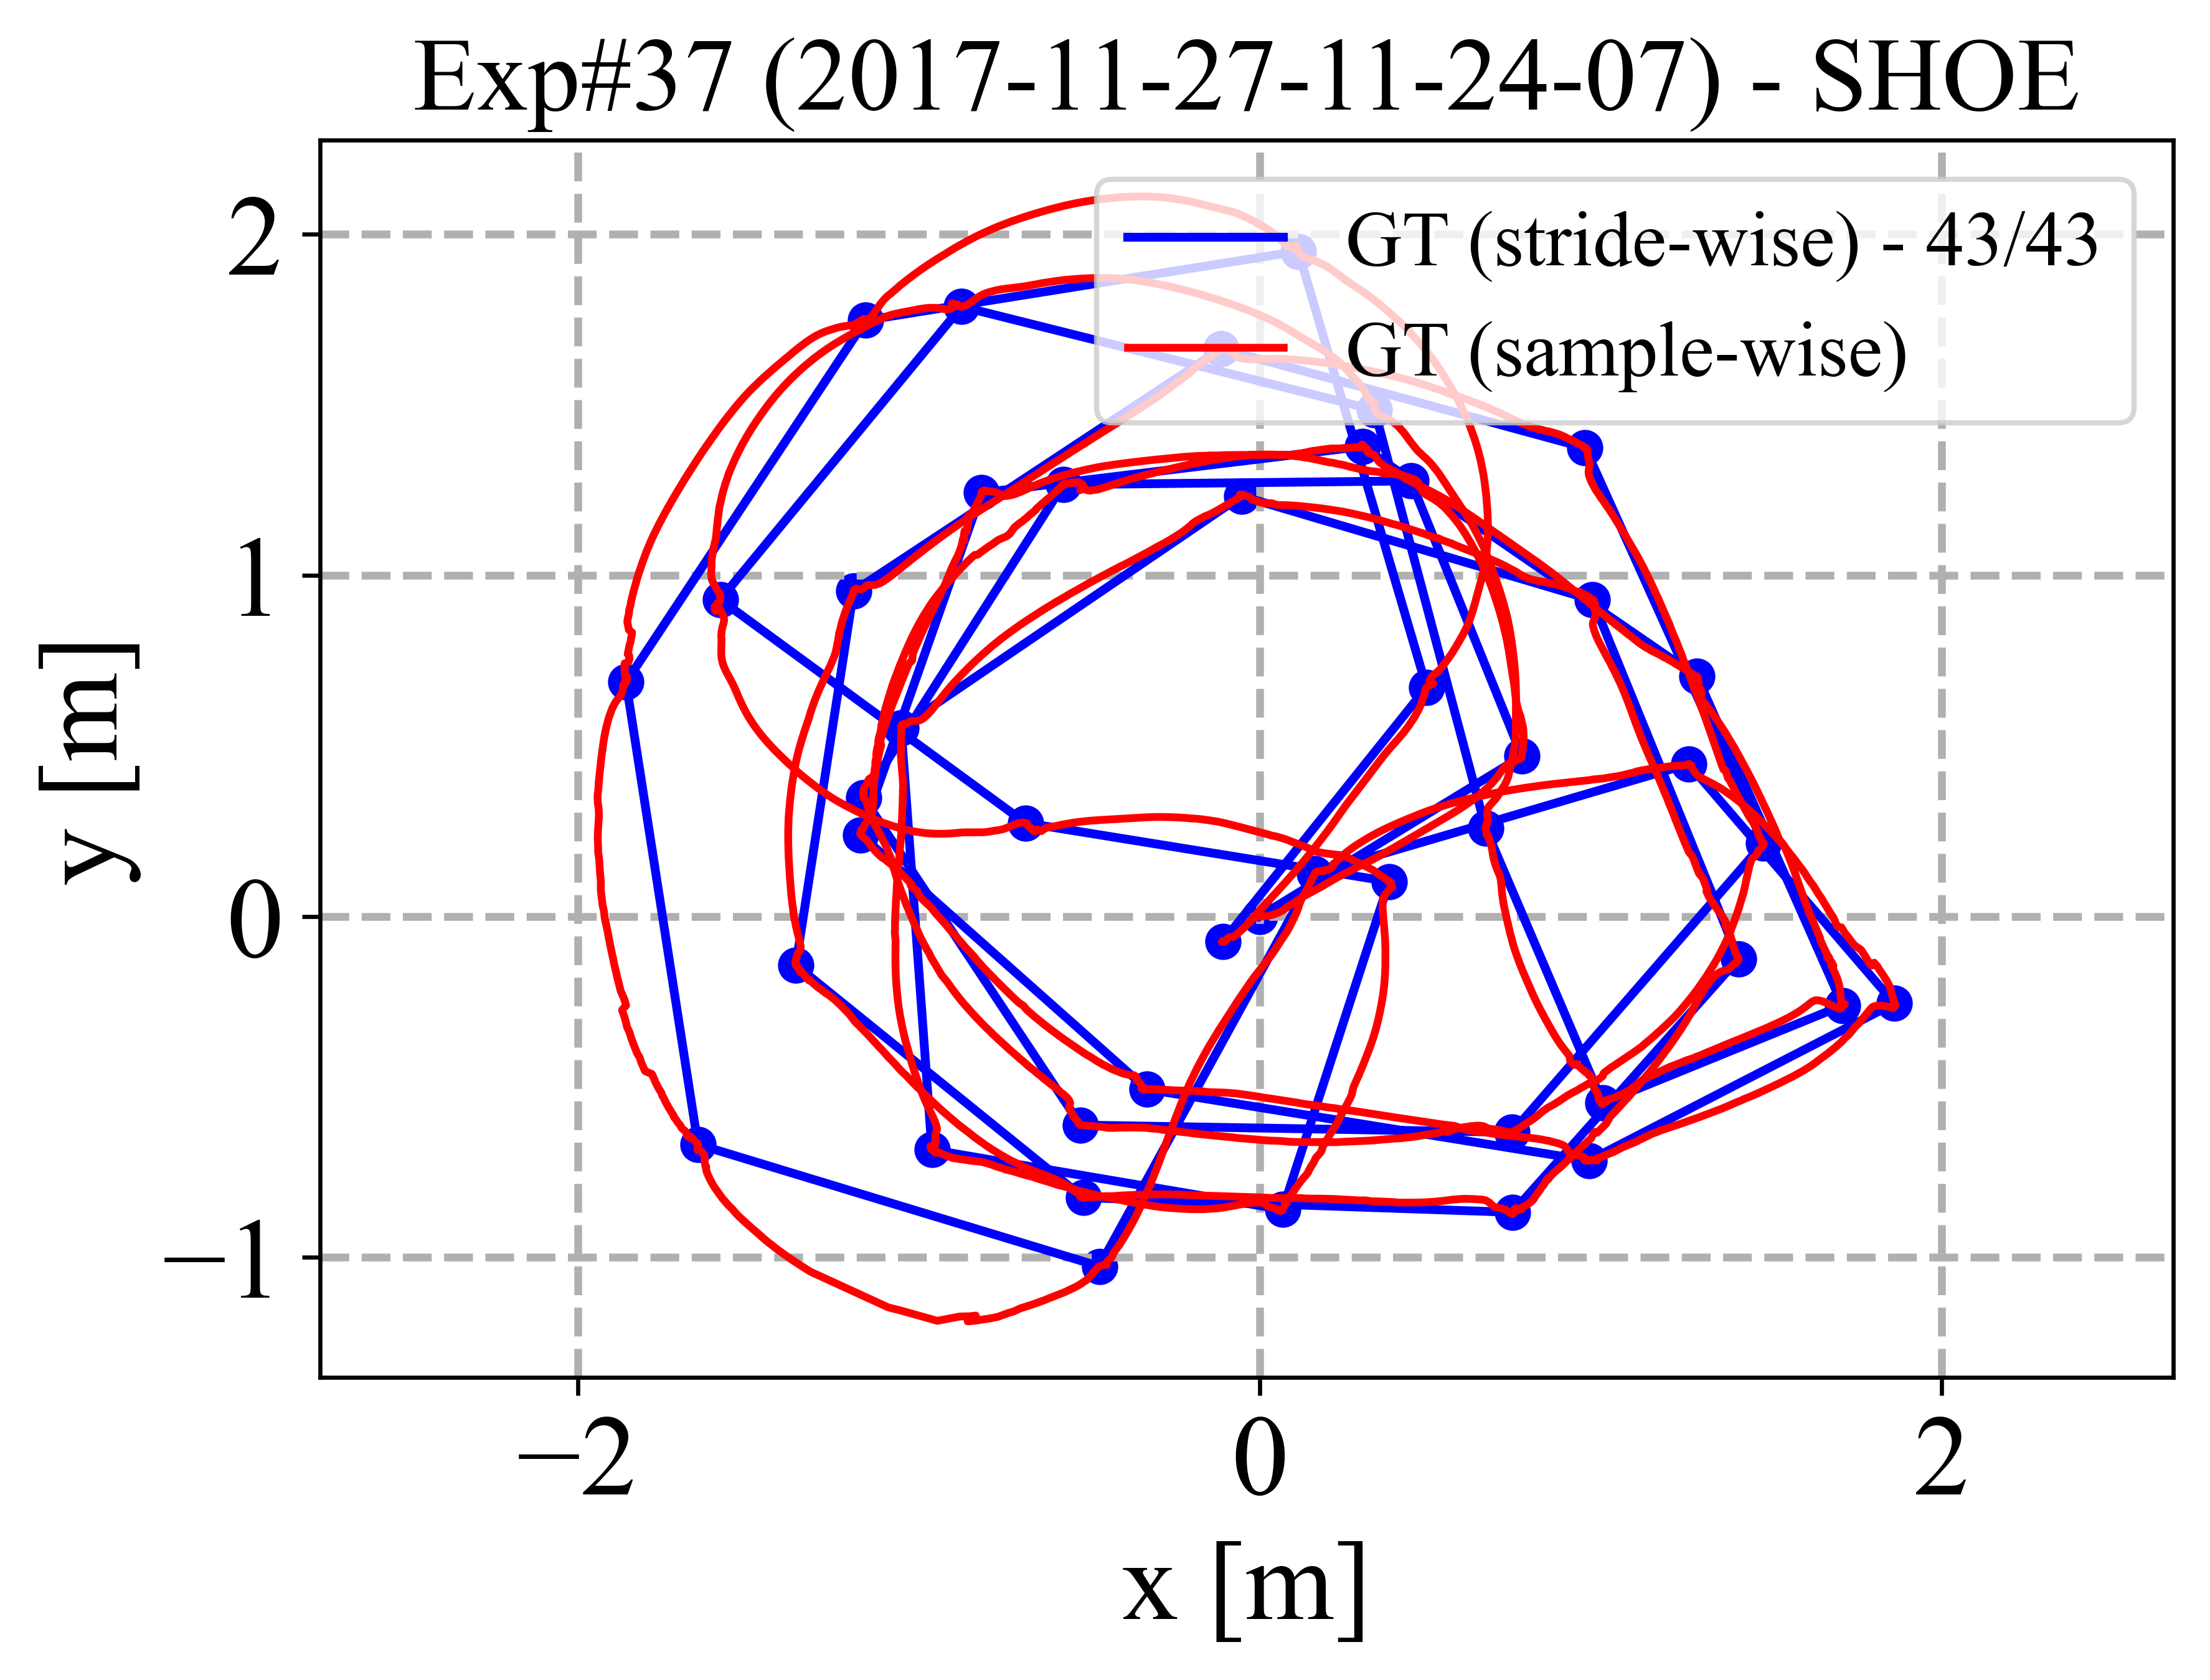 Exp#37 (2017-11-27-11-24-07) - SHOE
GT (stride-wise) - 43/43
GT (sample-wise)
y [m]
2
1
0
−1
−2
0
2
x [m]